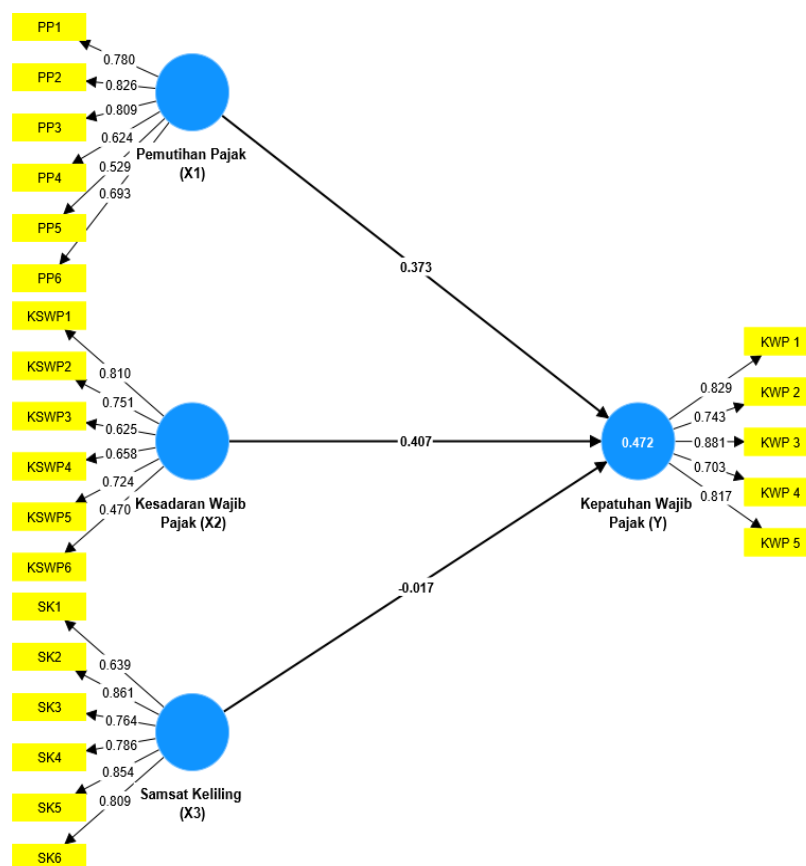 PP1
0.780
PP2
0.826
PP3
0.809
PP4
0.624
PP5
0.529
PP6
0.693
Pemutihan Pajak
(X1)
0.373
KSWP1
0.810
KSWP2
0.751
KSWP3
0.625
KSWP4
0.658
KSWP5
0.724
KSWP6
0.470
Kesadaran Wajib
Pajak (X2)
0.407
SK1
0.639
SK2
0.861
SK3
0.764
SK4
0.786
SK5
0.854
SK6
0.809
Samsat Keliling
(X3)
-0.017
0.472
Kepatuhan Wajib
Pajak (Y)
KWP 1
0.829
KWP 2
0.743
KWP 3
0.881
KWP 4
0.703
KWP 5
0.817